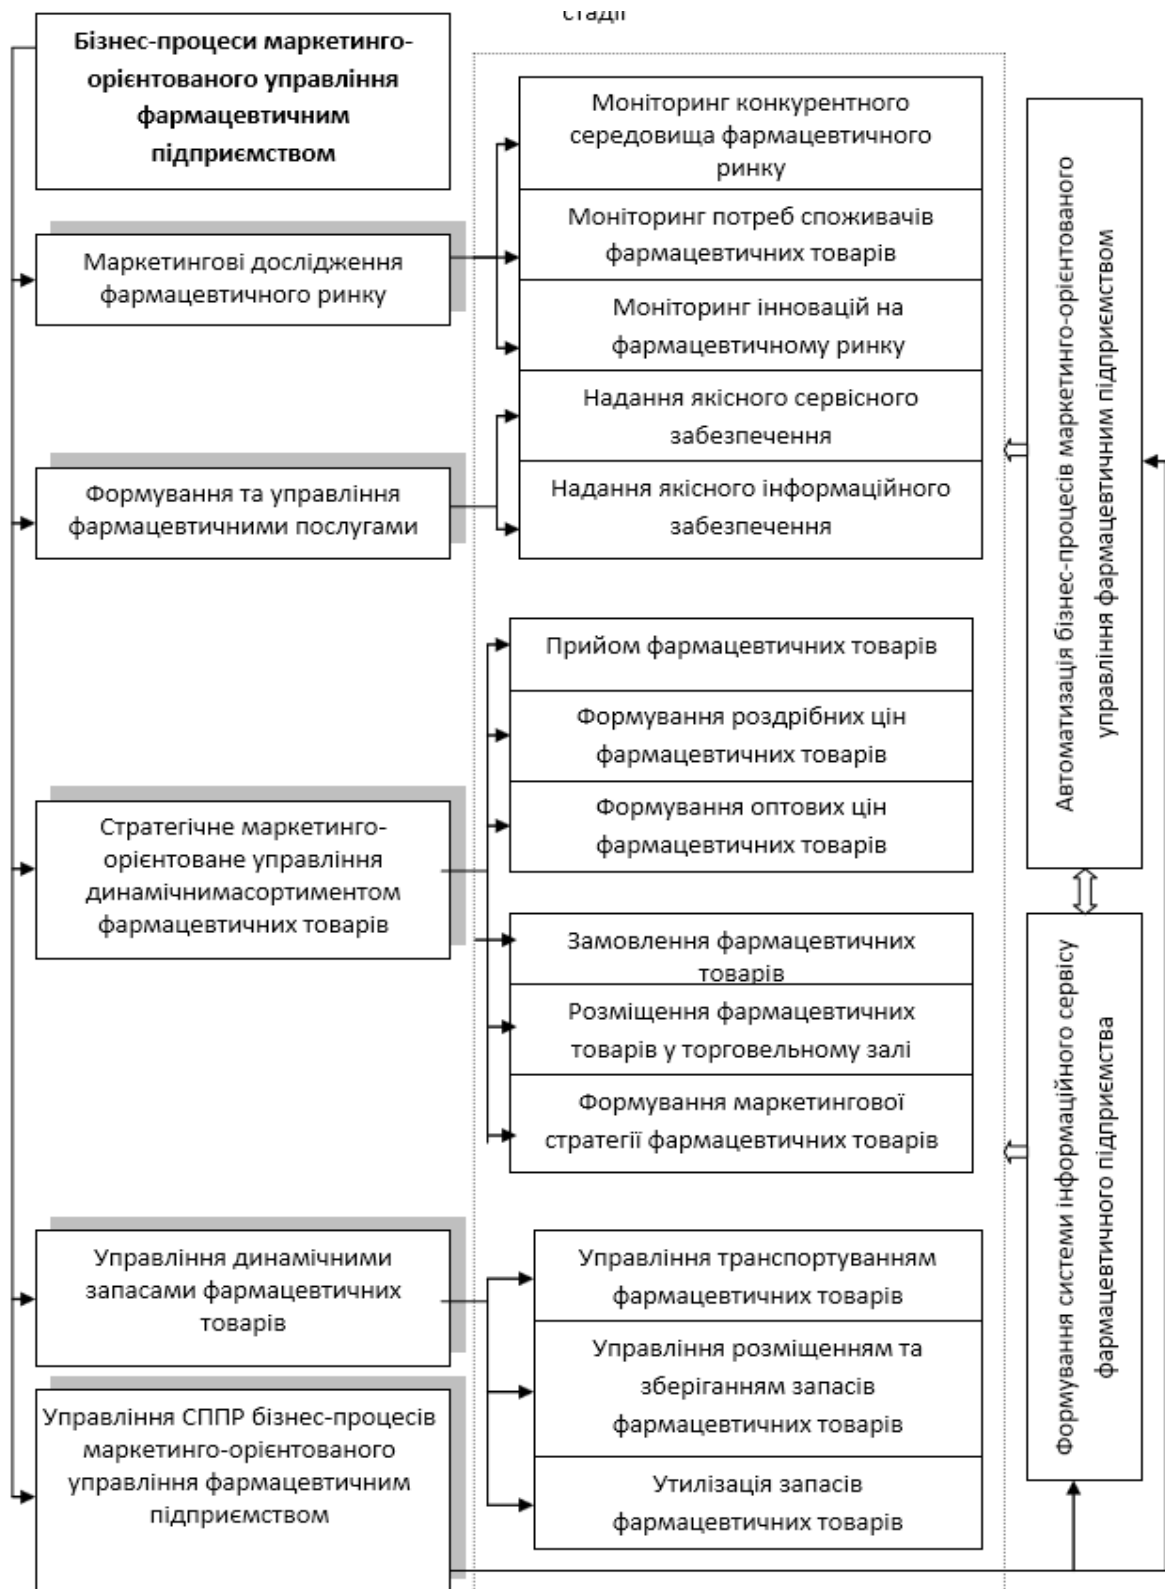 стадії
Бізнес-процеси маркетинго-
орієнтованого управління
фармацевтичним
підприємством
Маркетингові дослідження
фармацевтичного ринку
Формування та управління
фармацевтичними послугами
Стратегічне маркетинго-
орієнтоване управління
динамічнимасортиментом
фармацевтичних товарів
Управління динамічними
запасами фармацевтичних
товарів
Управління СППР бізнес-процесів
маркетинго-орієнтованого
управління фармацевтичним
підприємством
Моніторинг конкурентного
середовища фармацевтичного
ринку
Моніторинг потреб споживачів
фармацевтичних товарів
Моніторинг інновацій на
фармацевтичному ринку
Надання якісного сервісного
забезпечення
Надання якісного інформаційного
забезпечення
Прийом фармацевтичних товарів
Формування роздрібних цін
фармацевтичних товарів
Формування оптових цін
фармацевтичних товарів
Замовлення фармацевтичних
товарів
Розміщення фармацевтичних
товарів у торговельному залі
Формування маркетингової
стратегії фармацевтичних товарів
Управління транспортуванням
фармацевтичних товарів
Управління розміщенням та
зберіганням запасів
фармацевтичних товарів
Утилізація запасів
фармацевтичних товарів
Автоматизація бізнес-процесів маркетинго-орієнтованого
управління фармацевтичним підприємством
Формування системи інформаційного сервісу
фармацевтичного підприємства